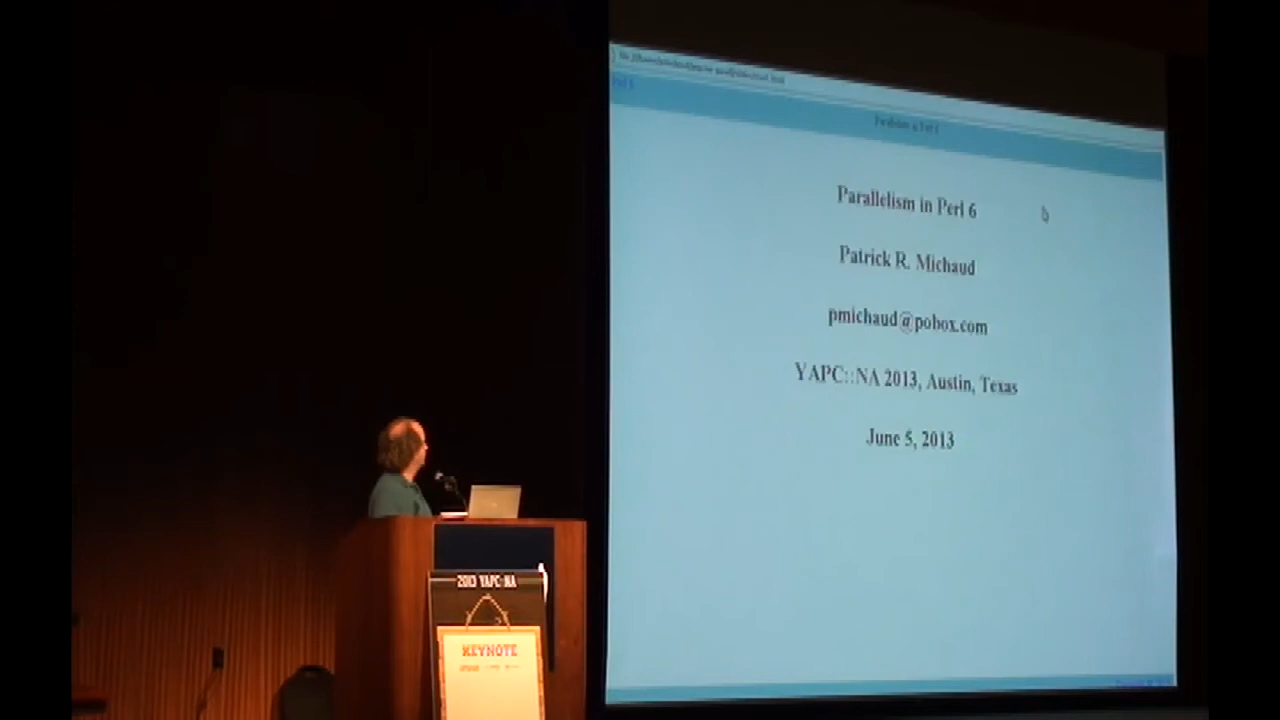 Parallelism in Perl 6
Patrick R. Michaud
pmichaud@pobox.com
YAPC::NA 2013, Austin, Texas
June 5, 2013
2013 YAPC::NA
KEYNOTE